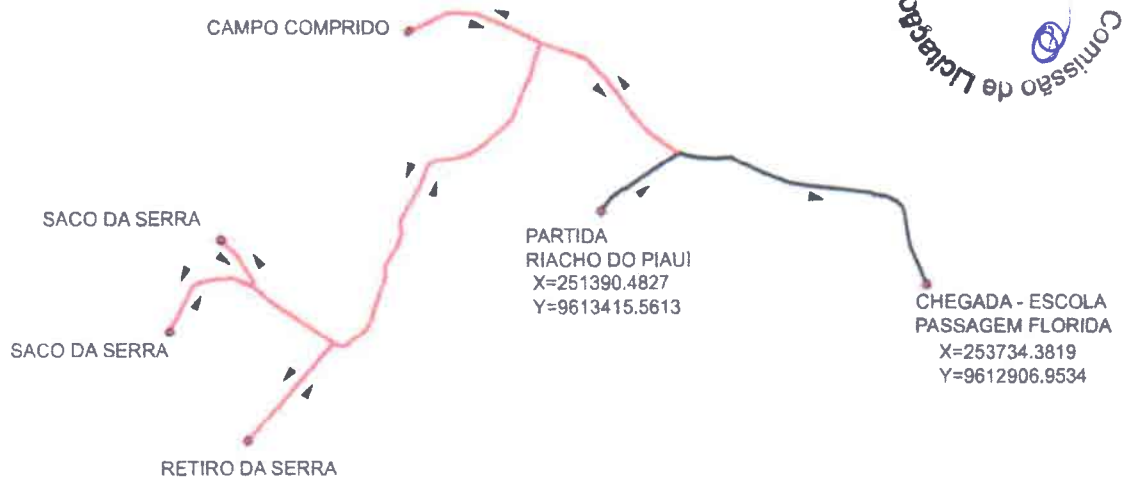 CAMPO COMPRIDO
Comissão de Licitação
SACO DA SERRA
PARTIDA
RIACHO DO PIAUÍ
X=251390.4827
Y=9613415.5613
CHEGADA - ESCOLA
PASSAGEM FLORIDA
X=253734.3819
Y=9612906.9534
SACO DA SERRA
RETIRO DA SERRA